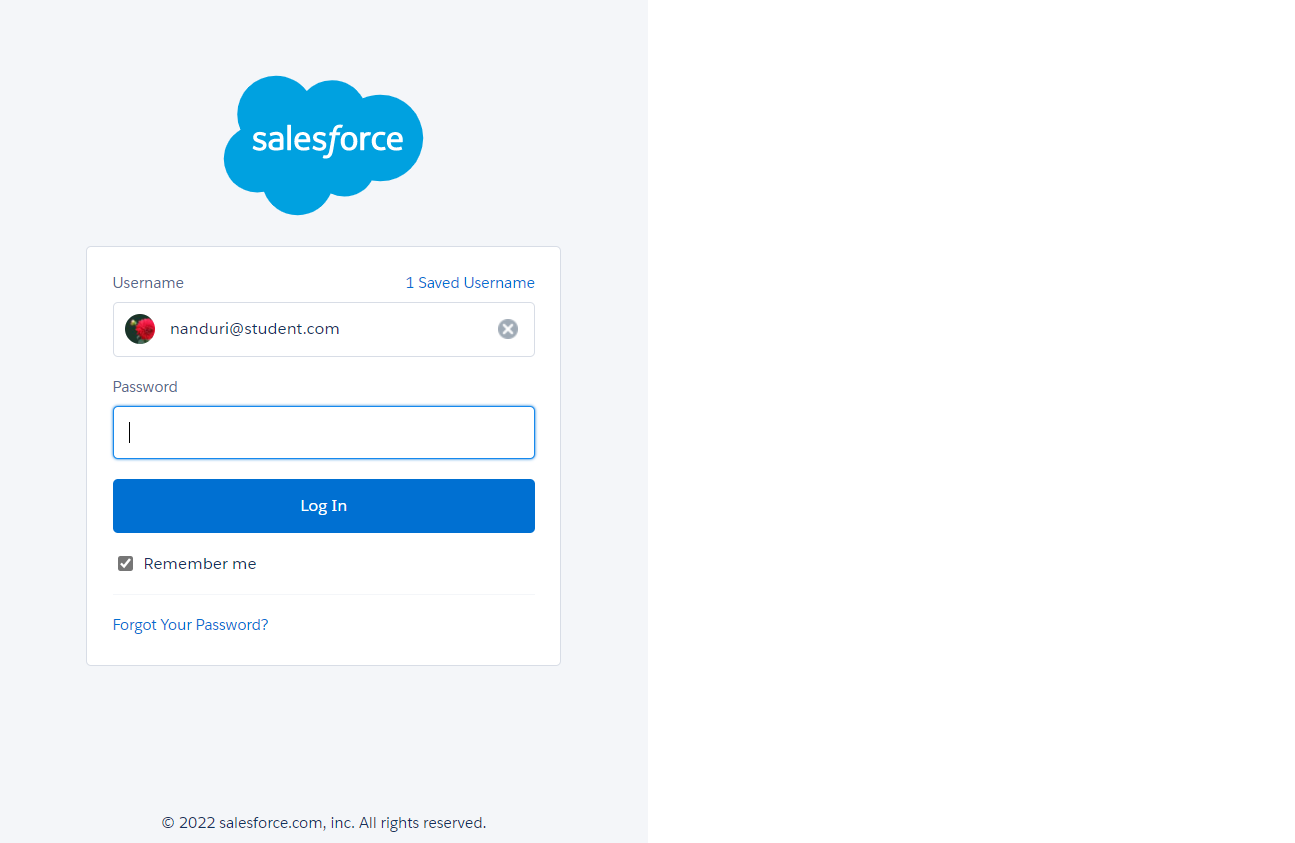 salesforce
Username
1 Saved Username
nanduri@student.com
Password
Log In
Remember me
Forgot Your Password?
© 2022 salesforce.com, inc. All rights reserved.